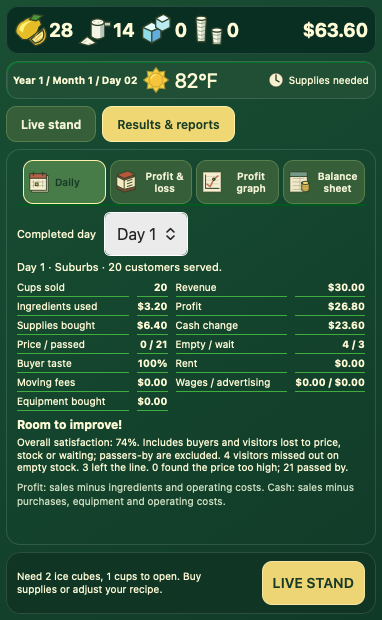 28 14 0 0 $63.60
Year 1 / Month 1 / Day 02 82°F Supplies needed
Live stand Results & reports
Daily Profit & loss Profit graph Balance sheet
Completed day Day 1
Day 1 · Suburbs · 20 customers served.
Cups sold 20 Revenue $30.00
Ingredients used $3.20 Profit $26.80
Supplies bought $6.40 Cash change $23.60
Price / passed 0 / 21 Empty / wait 4 / 3
Buyer taste 100% Rent $0.00
Moving fees $0.00 Wages / advertising $0.00 / $0.00
Equipment bought $0.00
Room to improve!
Overall satisfaction: 74%. Includes buyers and visitors lost to price,
stock or waiting; passers-by are excluded. 4 visitors missed out on
empty stock. 3 left the line. 0 found the price too high; 21 passed by.
Profit: sales minus ingredients and operating costs. Cash: sales minus
purchases, equipment and operating costs.
Need 2 ice cubes, 1 cups to open. Buy
supplies or adjust your recipe.
LIVE STAND